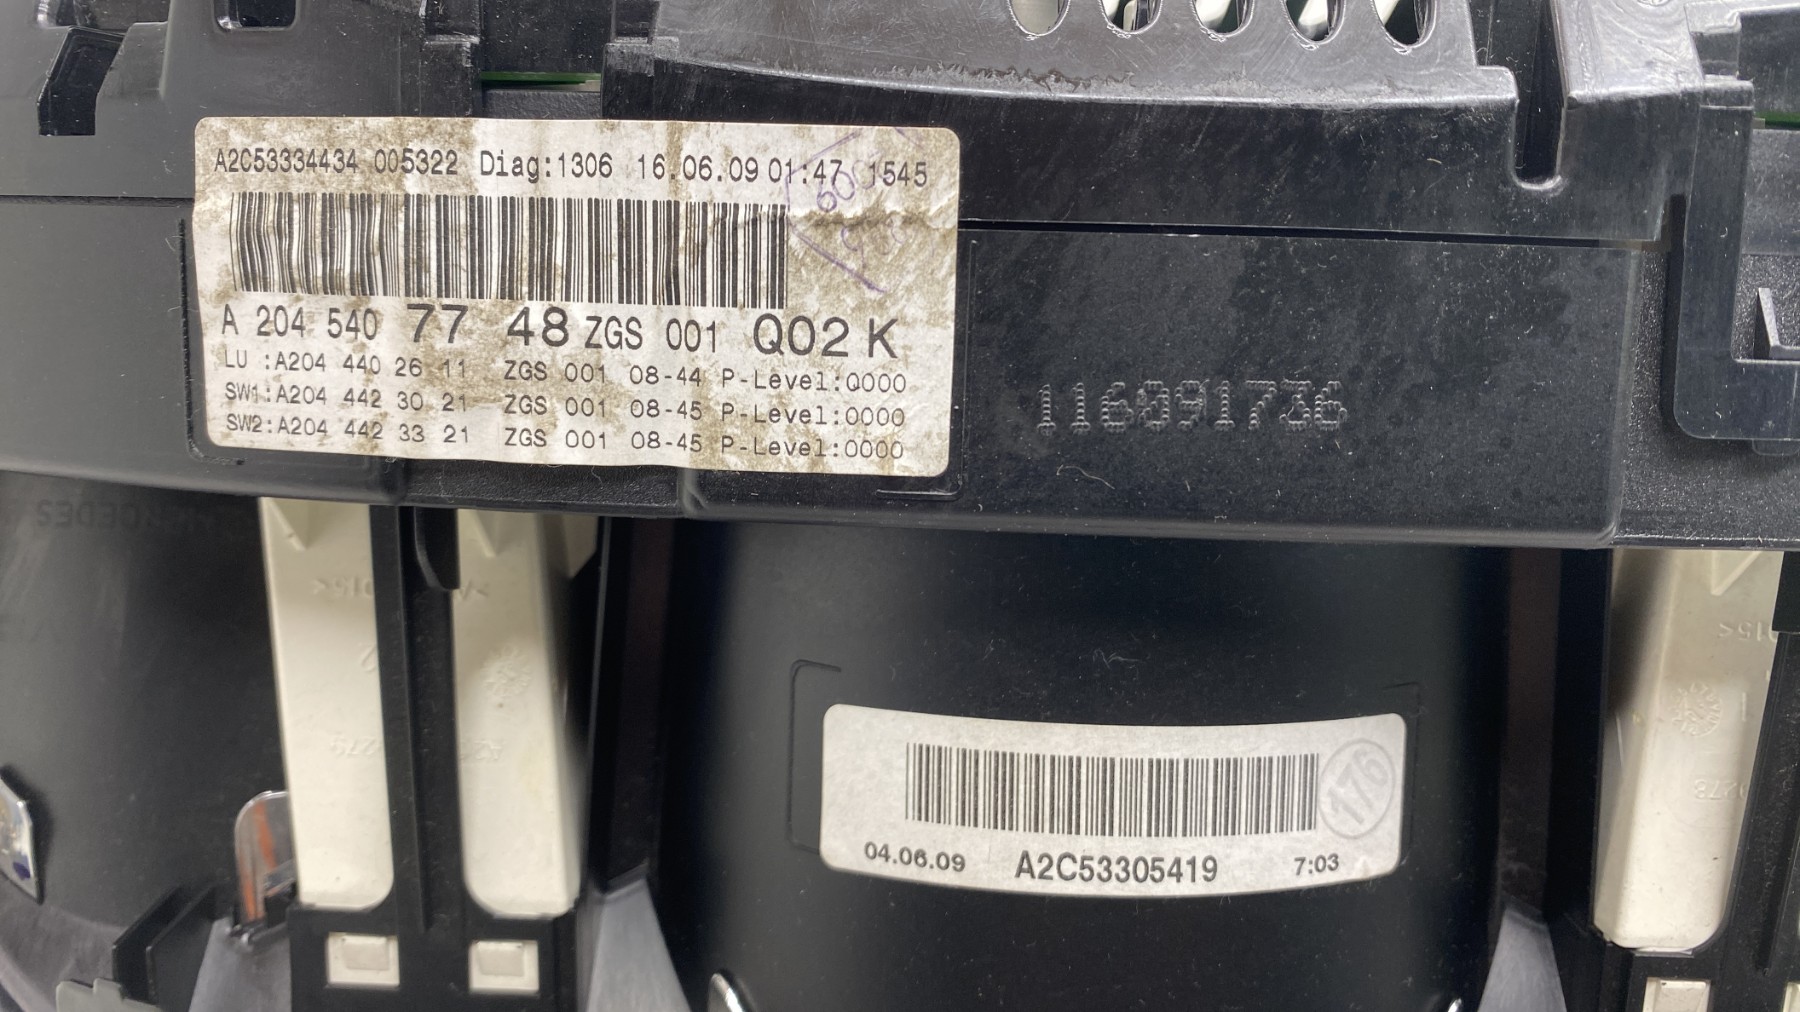 A2C53334434 005322 Diag:1306 16.06.09 01:47 1545
A 204 540 77 48 ZGS 001 Q02 K
LU :A204 440 26 11 ZGS 001 08-44 P-Level:0000
SW1:A204 442 30 21 ZGS 001 08-45 P-Level:0000
SW2:A204 442 33 21 ZGS 001 08-45 P-Level:0000
1168091736
MERCEDES
176
04.06.09 A2C53305419 7:03